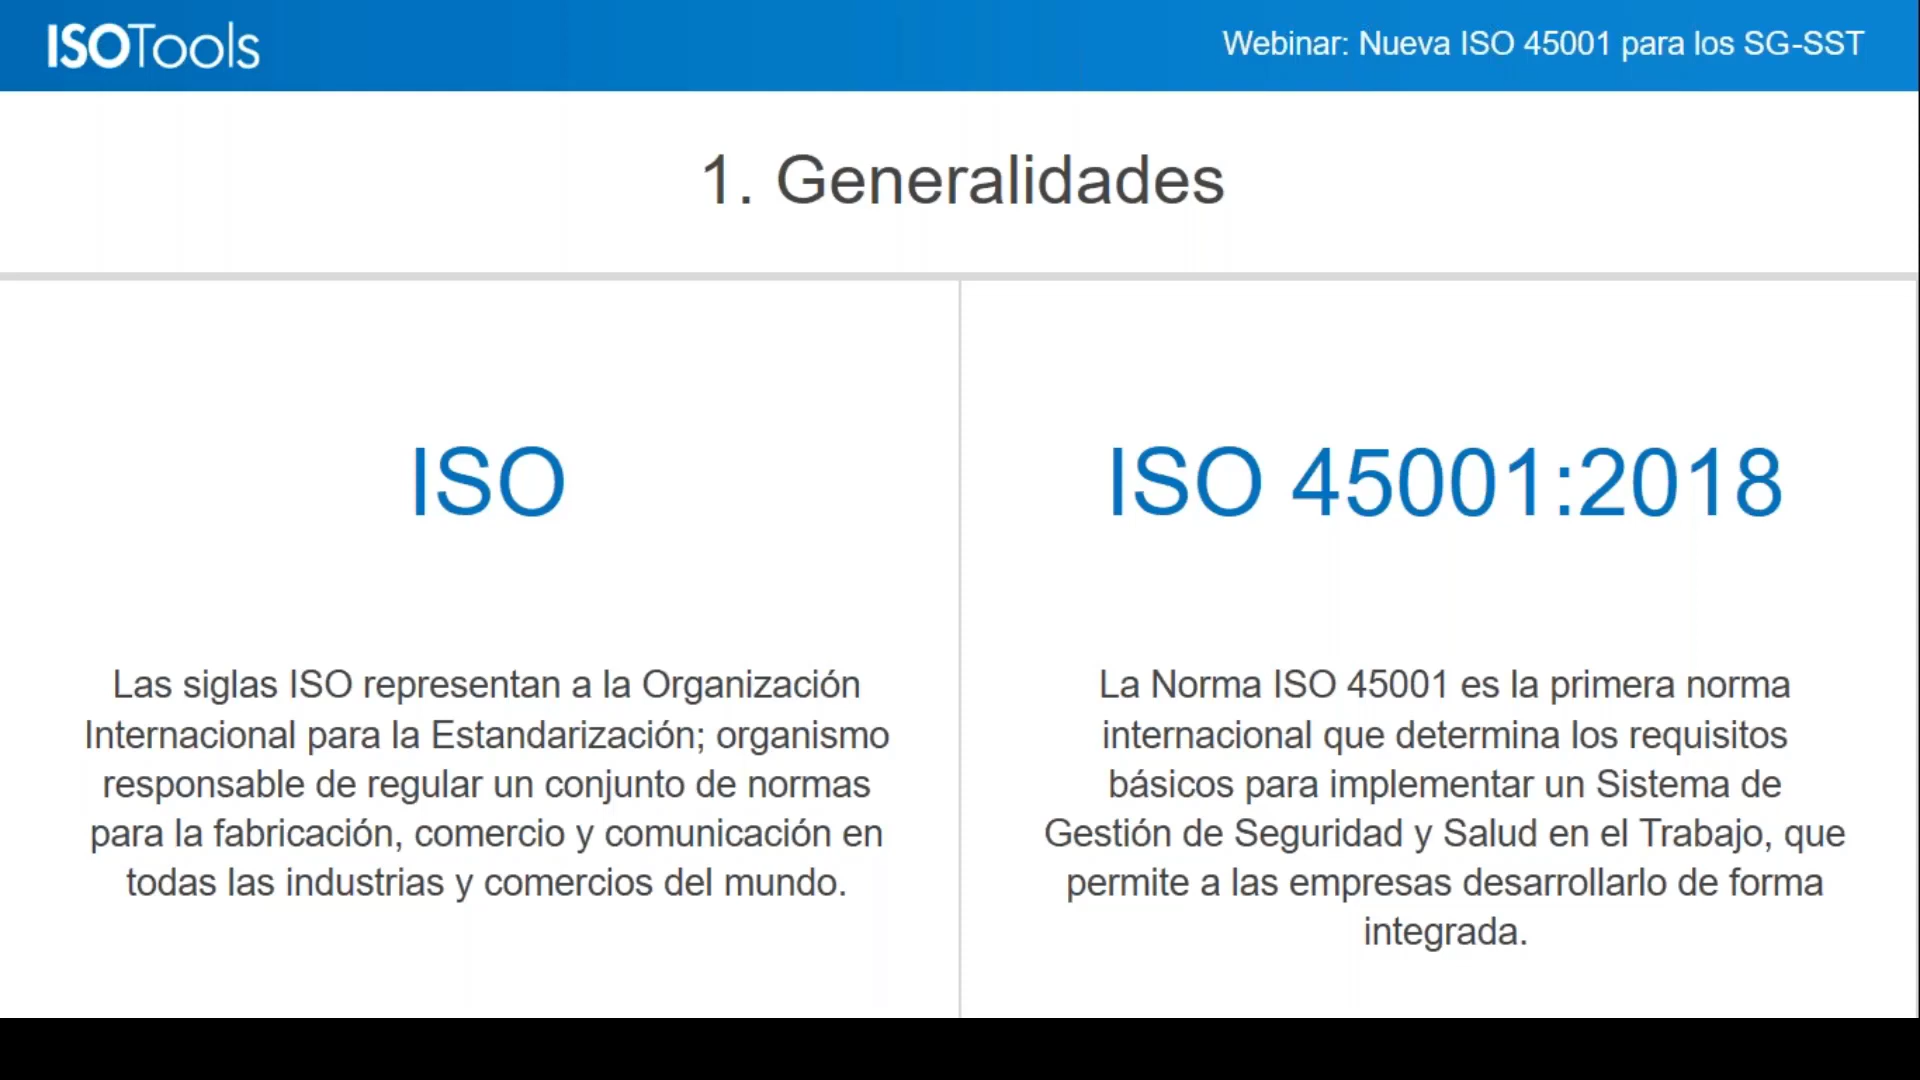 ISOTools
Webinar: Nueva ISO 45001 para los SG-SST
1. Generalidades
ISO
Las siglas ISO representan a la Organización
Internacional para la Estandarización; organismo
responsable de regular un conjunto de normas
para la fabricación, comercio y comunicación en
todas las industrias y comercios del mundo.
ISO 45001:2018
La Norma ISO 45001 es la primera norma
internacional que determina los requisitos
básicos para implementar un Sistema de
Gestión de Seguridad y Salud en el Trabajo, que
permite a las empresas desarrollarlo de forma
integrada.